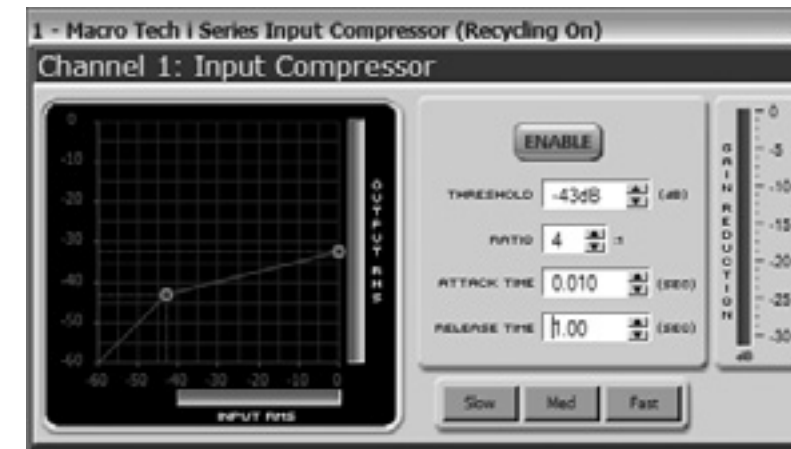 1 - Macro Tech i Series Input Compressor (Recycling On)
Channel 1: Input Compressor
0
-10
-20
-30
-40
-50
-60
-60 -50 -40 -30 -20 -10 0
INPUT RMS
OUTPUT RMS
ENABLE
THRESHOLD -43dB (dB)
RATIO 4 :1
ATTACK TIME 0.010 (SEC)
RELEASE TIME 1.00 (SEC)
Slow Med Fast
GAIN REDUCTION
0
-5
-10
-15
-20
-25
-30
dB